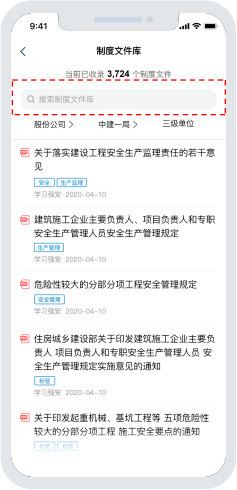 9:41
制度文件库
当前已收录 3,724 个制度文件
搜索制度文件库
股份公司 中建一局 三级单位
关于落实建设工程安全生产监理责任的若干意
见
安全 生产监理
学习强安 2020-04-10
建筑施工企业主要负责人、项目负责人和专职
安全生产管理人员安全生产管理规定
生产管理
学习强安 2020-04-10
危险性较大的分部分项工程安全管理规定
安全管理
学习强安 2020-04-10
住房城乡建设部关于印发建筑施工企业主要负
责人 项目负责人和专职安全生产管理人员 安
全生产管理规定实施意见的通知
标签
学习强安 2020-04-10
关于印发起重机械、基坑工程等 五项危险性
较大的分部分项工程 施工安全要点的通知
标签 标签